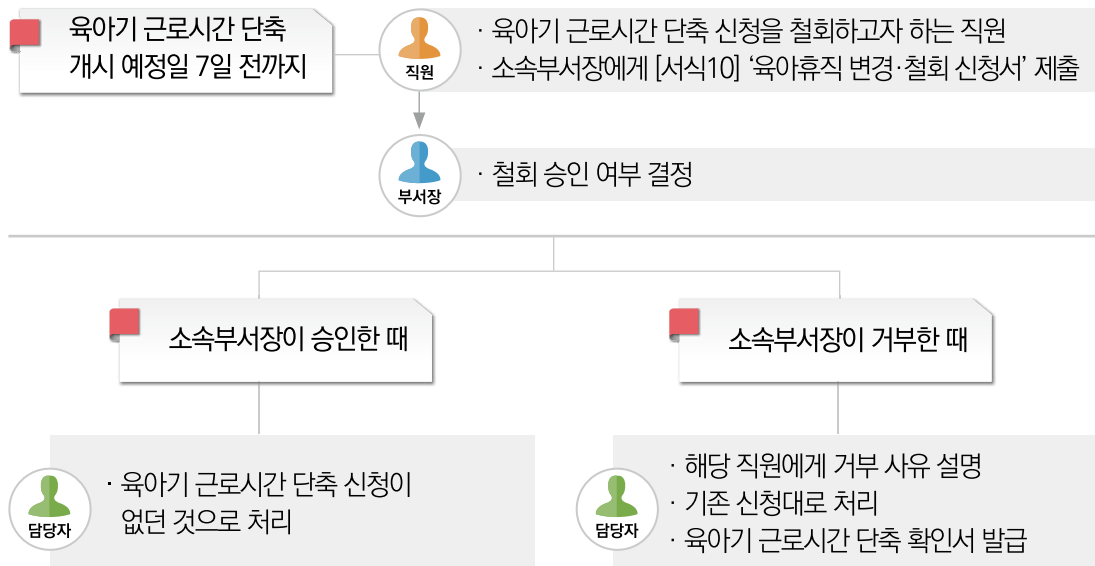 육아기 근로시간 단축
개시 예정일 7일 전까지
직원
· 육아기 근로시간 단축 신청을 철회하고자 하는 직원
· 소속부서장에게 [서식10] ‘육아휴직 변경·철회 신청서’ 제출
부서장
· 철회 승인 여부 결정
소속부서장이 승인한 때
소속부서장이 거부한 때
담당자
· 육아기 근로시간 단축 신청이
없던 것으로 처리
담당자
· 해당 직원에게 거부 사유 설명
· 기존 신청대로 처리
· 육아기 근로시간 단축 확인서 발급